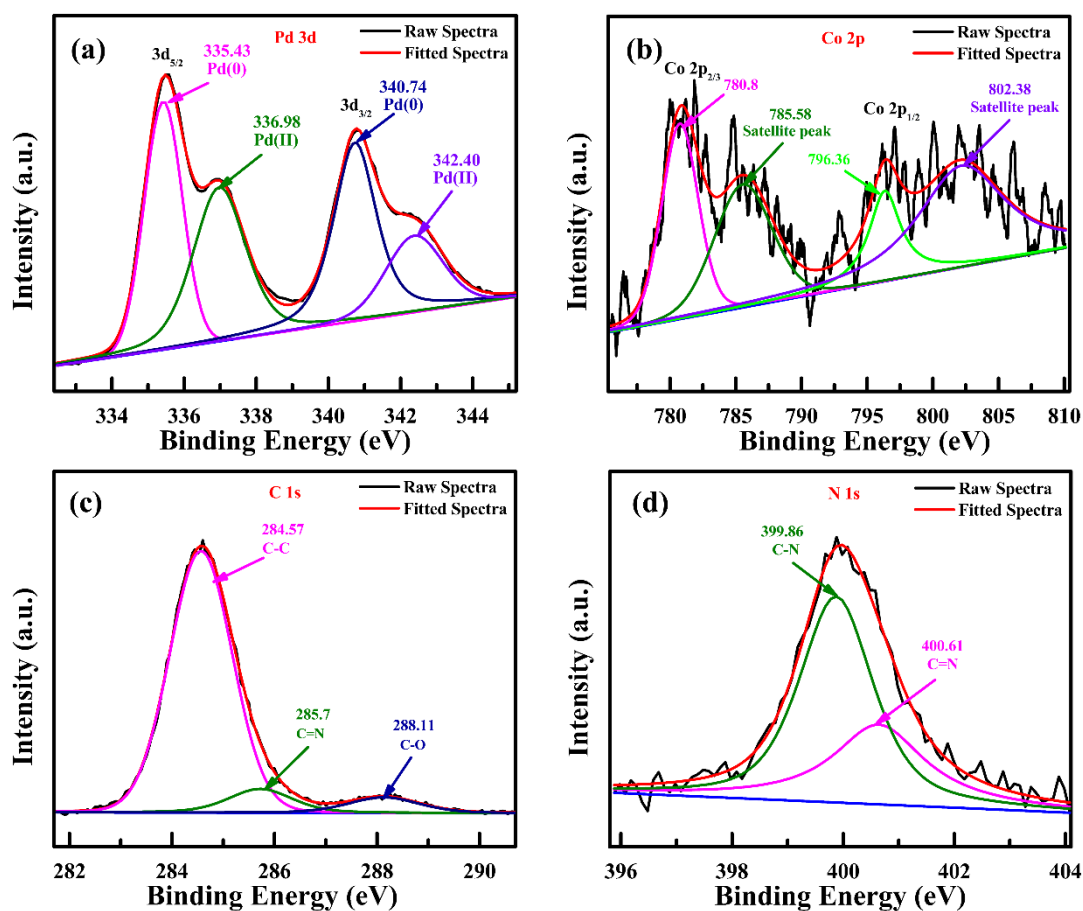 (a)
Pd 3d
Raw Spectra
Fitted Spectra
3d5/2
335.43
Pd(0)
336.98
Pd(II)
3d3/2
340.74
Pd(0)
342.40
Pd(II)
Intensity (a.u.)
334 336 338 340 342 344
Binding Energy (eV)
(b)
Co 2p
Raw Spectra
Fitted Spectra
Co 2p2/3
780.8
785.58
Satellite peak
Co 2p1/2
796.36
802.38
Satellite peak
Intensity (a.u.)
780 785 790 795 800 805 810
Binding Energy (eV)
(c)
C 1s
Raw Spectra
Fitted Spectra
284.57
C-C
285.7
C=N
288.11
C-O
Intensity (a.u.)
282 284 286 288 290
Binding Energy (eV)
(d)
N 1s
Raw Spectra
Fitted Spectra
399.86
C-N
400.61
C=N
Intensity (a.u.)
396 398 400 402 404
Binding Energy (eV)